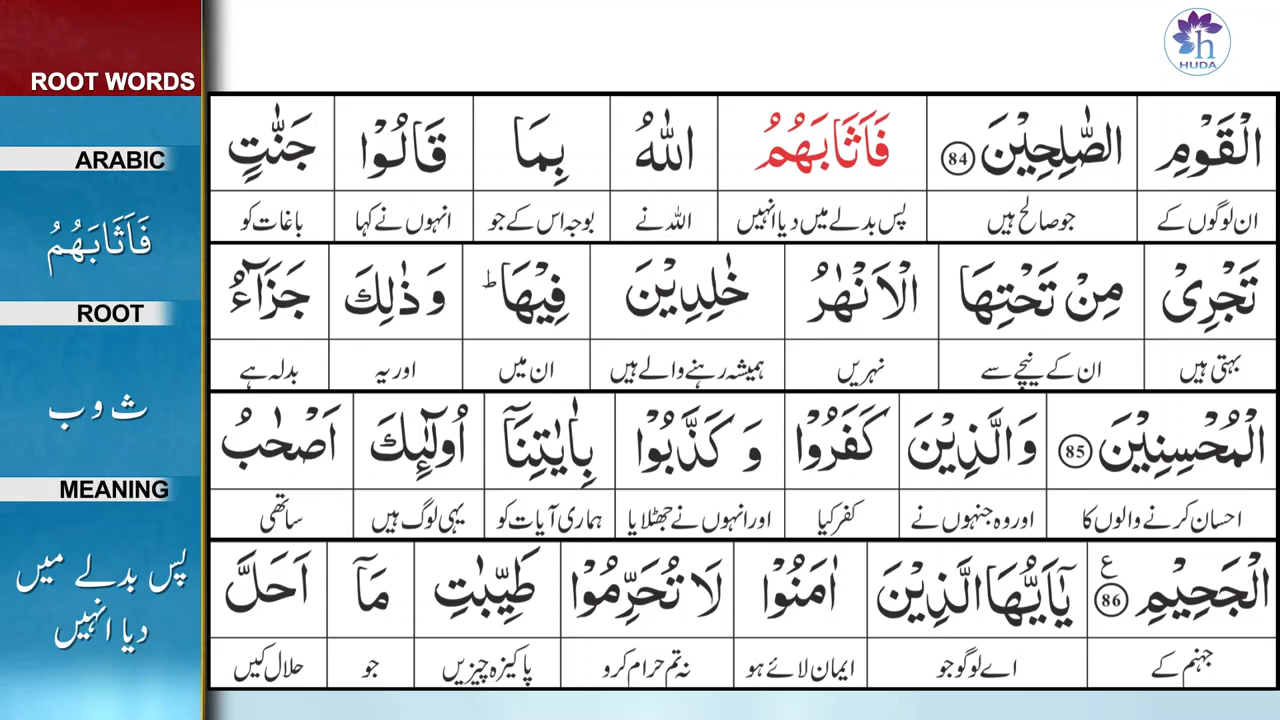 HUDA
ROOT WORDS
ARABIC
فَاَثَابَهُمُ
ROOT
ث و ب
MEANING
پس بدلے میں
دیا انہیں
الْقَوْمِ الصّٰلِحِيْنَ 84 فَاَثَابَهُمُ اللّٰهُ بِمَا قَالُوْا جَنّٰتٍ
ان لوگوں کے جو صالح ہیں پس بدلے میں دیا انہیں اللہ نے بوجہ اس کے جو انہوں نے کہا باغات کو
تَجْرِيْ مِنْ تَحْتِهَا الْاَنْهٰرُ خٰلِدِيْنَ فِيْهَا ؕ وَ ذٰلِكَ جَزَآءُ
بہتی ہیں ان کے نیچے سے نہریں ہمیشہ رہنے والے ہیں ان میں اور یہ بدلہ ہے
الْمُحْسِنِيْنَ 85 وَالَّذِيْنَ كَفَرُوْا وَ كَذَّبُوْا بِاٰيٰتِنَآ اُولٰٓئِكَ اَصْحٰبُ
احسان کرنے والوں کا اور وہ جنہوں نے کفر کیا اور انہوں نے جھٹلایا ہماری آیات کو یہی لوگ ہیں ساتھی
الْجَحِيْمِ ع 86 يٰٓاَيُّهَا الَّذِيْنَ اٰمَنُوْا لَا تُحَرِّمُوْا طَيِّبٰتِ مَآ اَحَلَّ
جہنم کے اے لوگو جو ایمان لائے ہو نہ تم حرام کرو پاکیزہ چیزیں جو حلال کیں